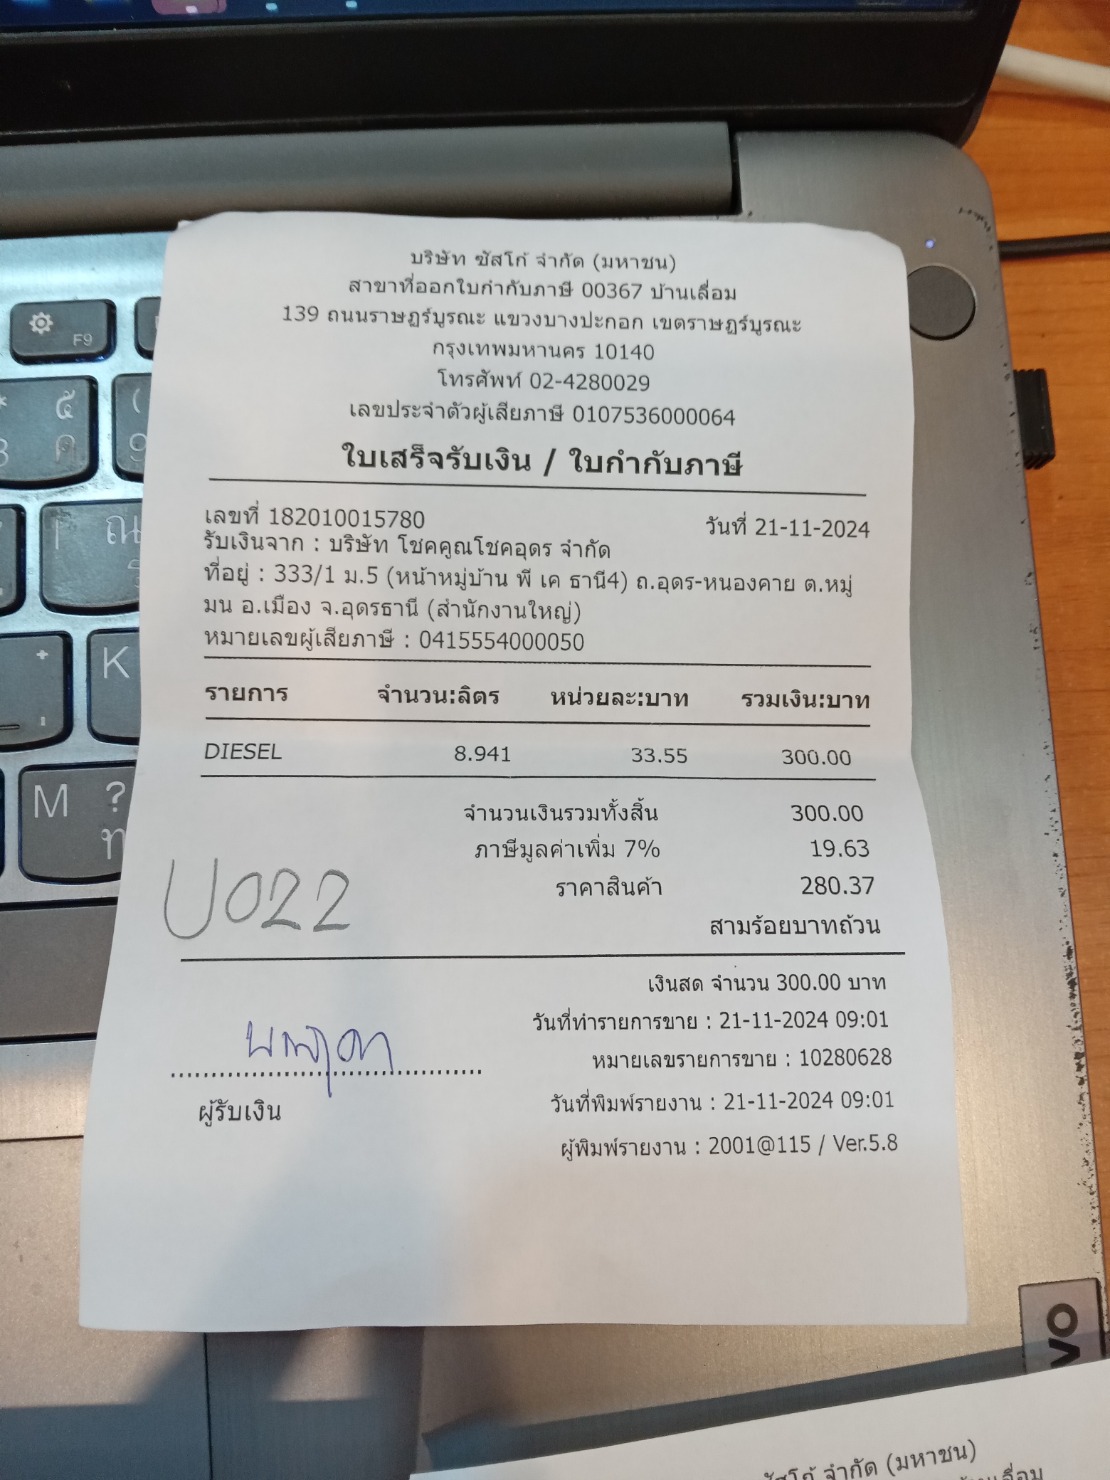 บริษัท ซัสโก้ จำกัด (มหาชน)
สาขาที่ออกใบกำกับภาษี 00367 บ้านเลื่อม
139 ถนนราษฎร์บูรณะ แขวงบางปะกอก เขตราษฎร์บูรณะ
กรุงเทพมหานคร 10140
โทรศัพท์ 02-4280029
เลขประจำตัวผู้เสียภาษี 0107536000064
ใบเสร็จรับเงิน / ใบกำกับภาษี
เลขที่ 182010015780 วันที่ 21-11-2024
รับเงินจาก : บริษัท โชคคูณโชคอุดร จำกัด
ที่อยู่ : 333/1 ม.5 (หน้าหมู่บ้าน พี เค ธานี4) ถ.อุดร-หนองคาย ต.หมู
มน อ.เมือง จ.อุดรธานี (สำนักงานใหญ่)
หมายเลขผู้เสียภาษี : 0415554000050
รายการ จำนวน:ลิตร หน่วยละ:บาท รวมเงิน:บาท
DIESEL 8.941 33.55 300.00
จำนวนเงินรวมทั้งสิ้น 300.00
ภาษีมูลค่าเพิ่ม 7% 19.63
ราคาสินค้า 280.37
U022
สามร้อยบาทถ้วน
เงินสด จำนวน 300.00 บาท
วันที่ทำรายการขาย : 21-11-2024 09:01
หมายเลขรายการขาย : 10280628
ผู้รับเงิน
วันที่พิมพ์รายงาน : 21-11-2024 09:01
ผู้พิมพ์รายงาน : 2001@115 / Ver.5.8
F9
K
M
?
จำกัด (มหาชน)